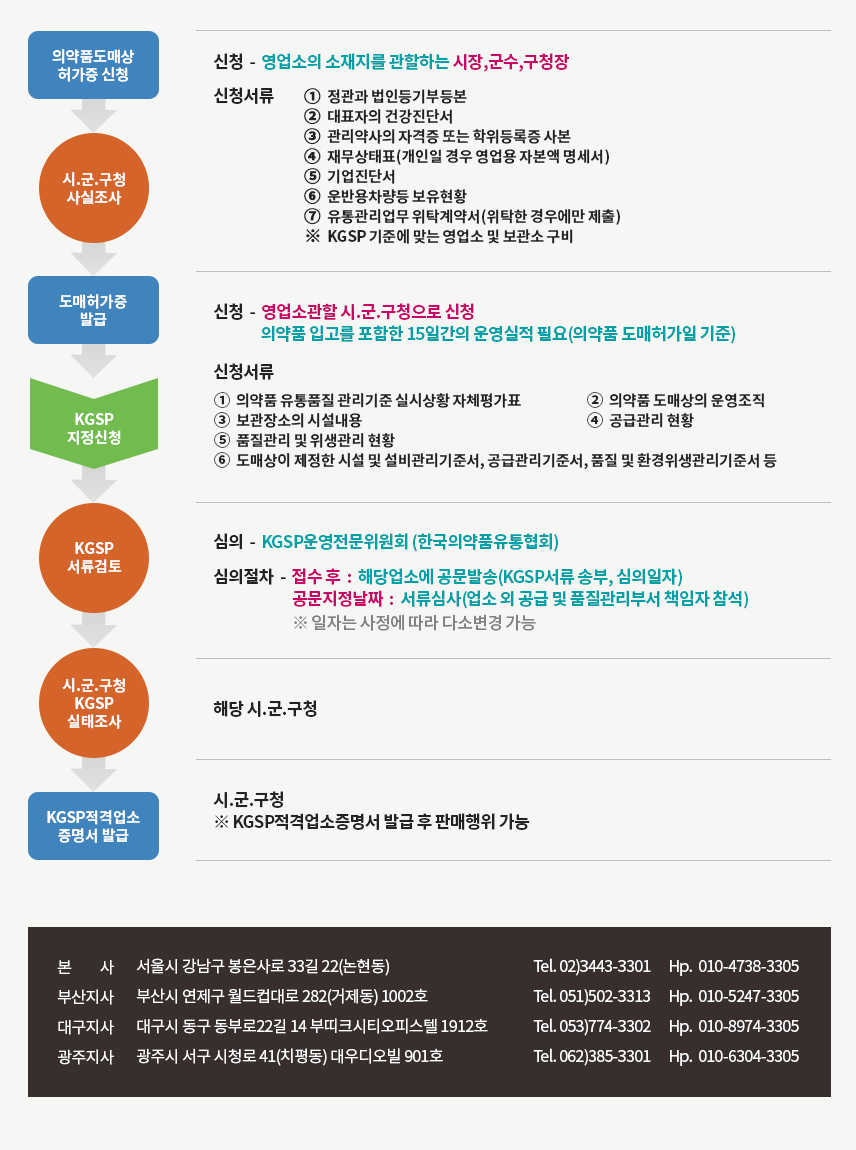 의약품도매상
허가증 신청
신청 - 영업소의 소재지를 관할하는 시장,군수,구청장
신청서류
① 정관과 법인등기부등본
② 대표자의 건강진단서
③ 관리약사의 자격증 또는 학위등록증 사본
④ 재무상태표(개인일 경우 영업용 자본액 명세서)
⑤ 기업진단서
⑥ 운반용차량등 보유현황
⑦ 유통관리업무 위탁계약서(위탁한 경우에만 제출)
※ KGSP 기준에 맞는 영업소 및 보관소 구비
시.군.구청
사실조사
도매허가증
발급
신청 - 영업소관할 시.군.구청으로 신청
의약품 입고를 포함한 15일간의 운영실적 필요(의약품 도매허가일 기준)
신청서류
① 의약품 유통품질 관리기준 실시상황 자체평가표 ② 의약품 도매상의 운영조직
③ 보관장소의 시설내용 ④ 공급관리 현황
⑤ 품질관리 및 위생관리 현황
⑥ 도매상이 제정한 시설 및 설비관리기준서, 공급관리기준서, 품질 및 환경위생관리기준서 등
KGSP
지정신청
KGSP
서류검토
심의 - KGSP운영전문위원회 (한국의약품유통협회)
심의절차 - 접수 후 : 해당업소에 공문발송(KGSP서류 송부, 심의일자)
공문지정날짜 : 서류심사(업소 외 공급 및 품질관리부서 책임자 참석)
※ 일자는 사정에 따라 다소변경 가능
시.군.구청
KGSP
실태조사
해당 시.군.구청
KGSP적격업소
증명서 발급
시.군.구청
※ KGSP적격업소증명서 발급 후 판매행위 가능
본 사 서울시 강남구 봉은사로 33길 22(논현동) Tel. 02)3443-3301 Hp. 010-4738-3305
부산지사 부산시 연제구 월드컵대로 282(거제동) 1002호 Tel. 051)502-3313 Hp. 010-5247-3305
대구지사 대구시 동구 동부로22길 14 부띠크시티오피스텔 1912호 Tel. 053)774-3302 Hp. 010-8974-3305
광주지사 광주시 서구 시청로 41(치평동) 대우디오빌 901호 Tel. 062)385-3301 Hp. 010-6304-3305